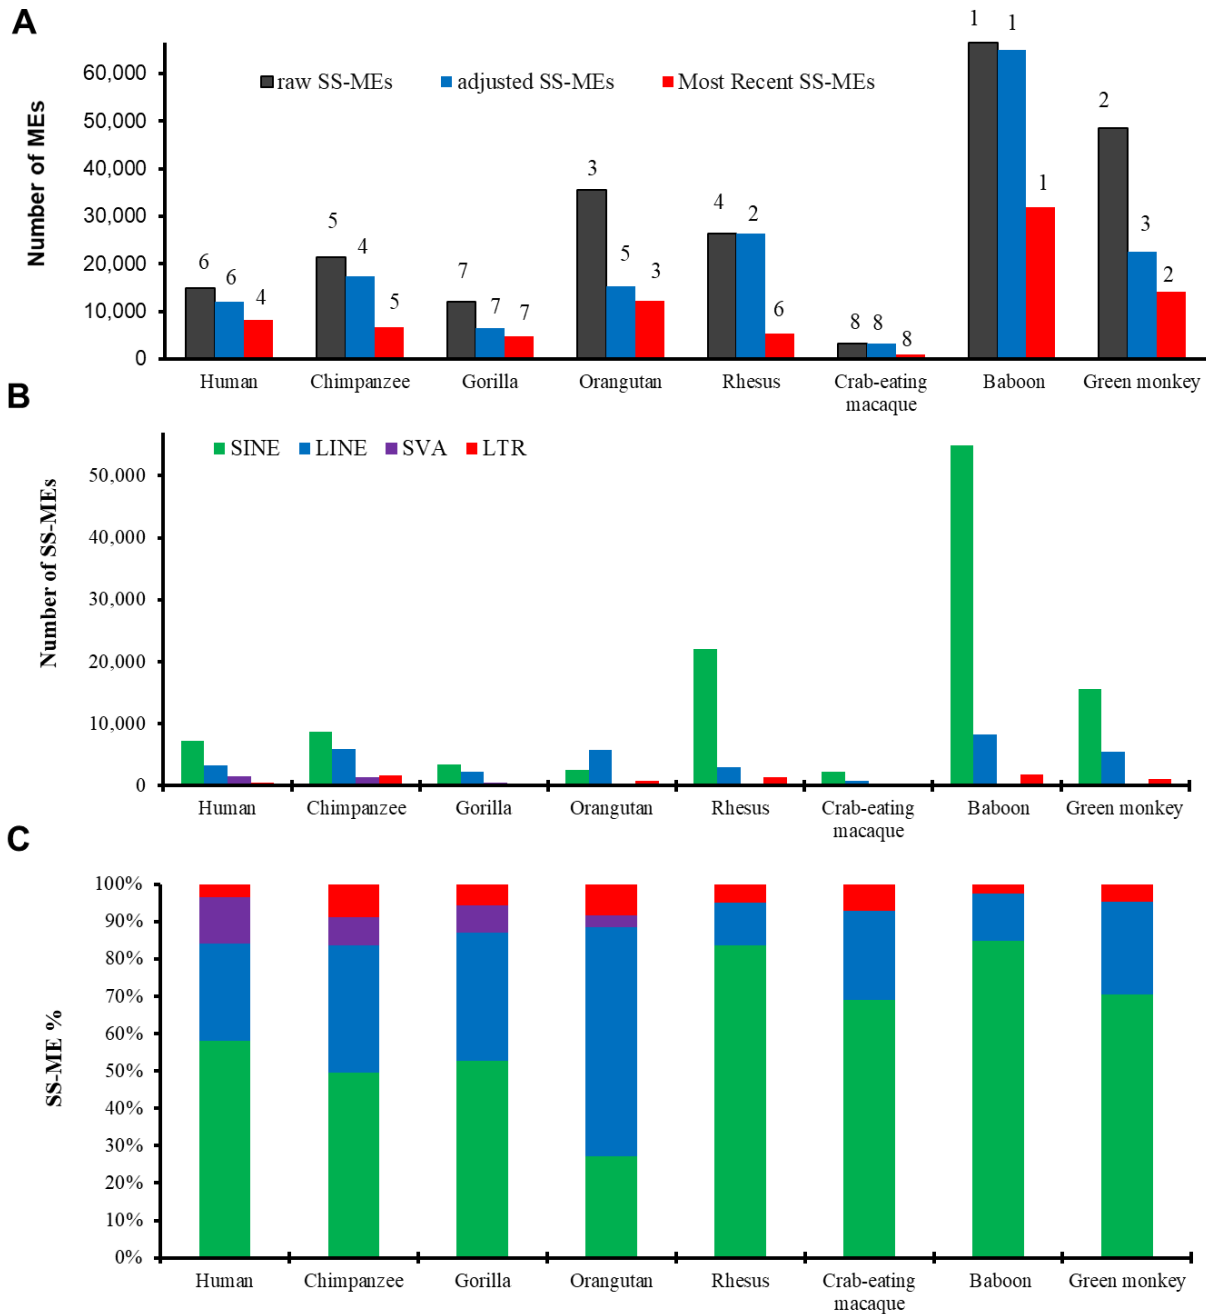 A
Number of MEs
60,000
50,000
40,000
30,000
20,000
10,000
0
raw SS-MEs adjusted SS-MEs Most Recent SS-MEs
6 6 4
5 4 5
7 7 7
3 5 3
4 2 6
8 8 8
1 1 1
2 3 2
Human Chimpanzee Gorilla Orangutan Rhesus Crab-eating Baboon Green monkey
macaque
B
Number of SS-MEs
SINE LINE SVA LTR
50,000
40,000
30,000
20,000
10,000
0
Human Chimpanzee Gorilla Orangutan Rhesus Crab-eating Baboon Green monkey
macaque
C
SS-ME %
100%
90%
80%
70%
60%
50%
40%
30%
20%
10%
0%
Human Chimpanzee Gorilla Orangutan Rhesus Crab-eating Baboon Green monkey
macaque